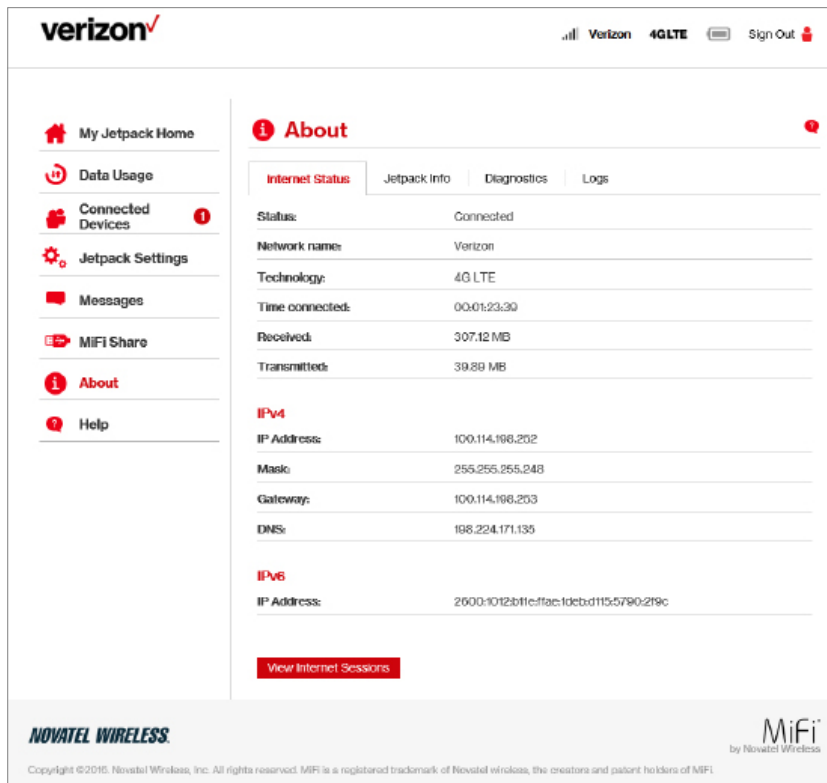 verizon
Verizon 4GLTE Sign Out
My Jetpack Home
Data Usage
Connected
Devices
1
Jetpack Settings
Messages
MiFi Share
About
Help
About
Internet Status Jetpack Info Diagnostics Logs
Status: Connected
Network name: Verizon
Technology: 4G LTE
Time connected: 00:01:23:39
Received: 307.12 MB
Transmitted: 39.89 MB
IPv4
IP Address: 100.114.198.252
Mask: 255.255.255.248
Gateway: 100.114.198.253
DNS: 198.224.171.135
IPv6
IP Address: 2600:1012:b11e:ffae:1deb:d115:5790:2f9c
View Internet Sessions
NOVATEL WIRELESS.
MiFi
by Novatel Wireless
Copyright ©2016. Novatel Wireless, Inc. All rights reserved. MiFi is a registered trademark of Novatel wireless, the creators and patent holders of MiFi.